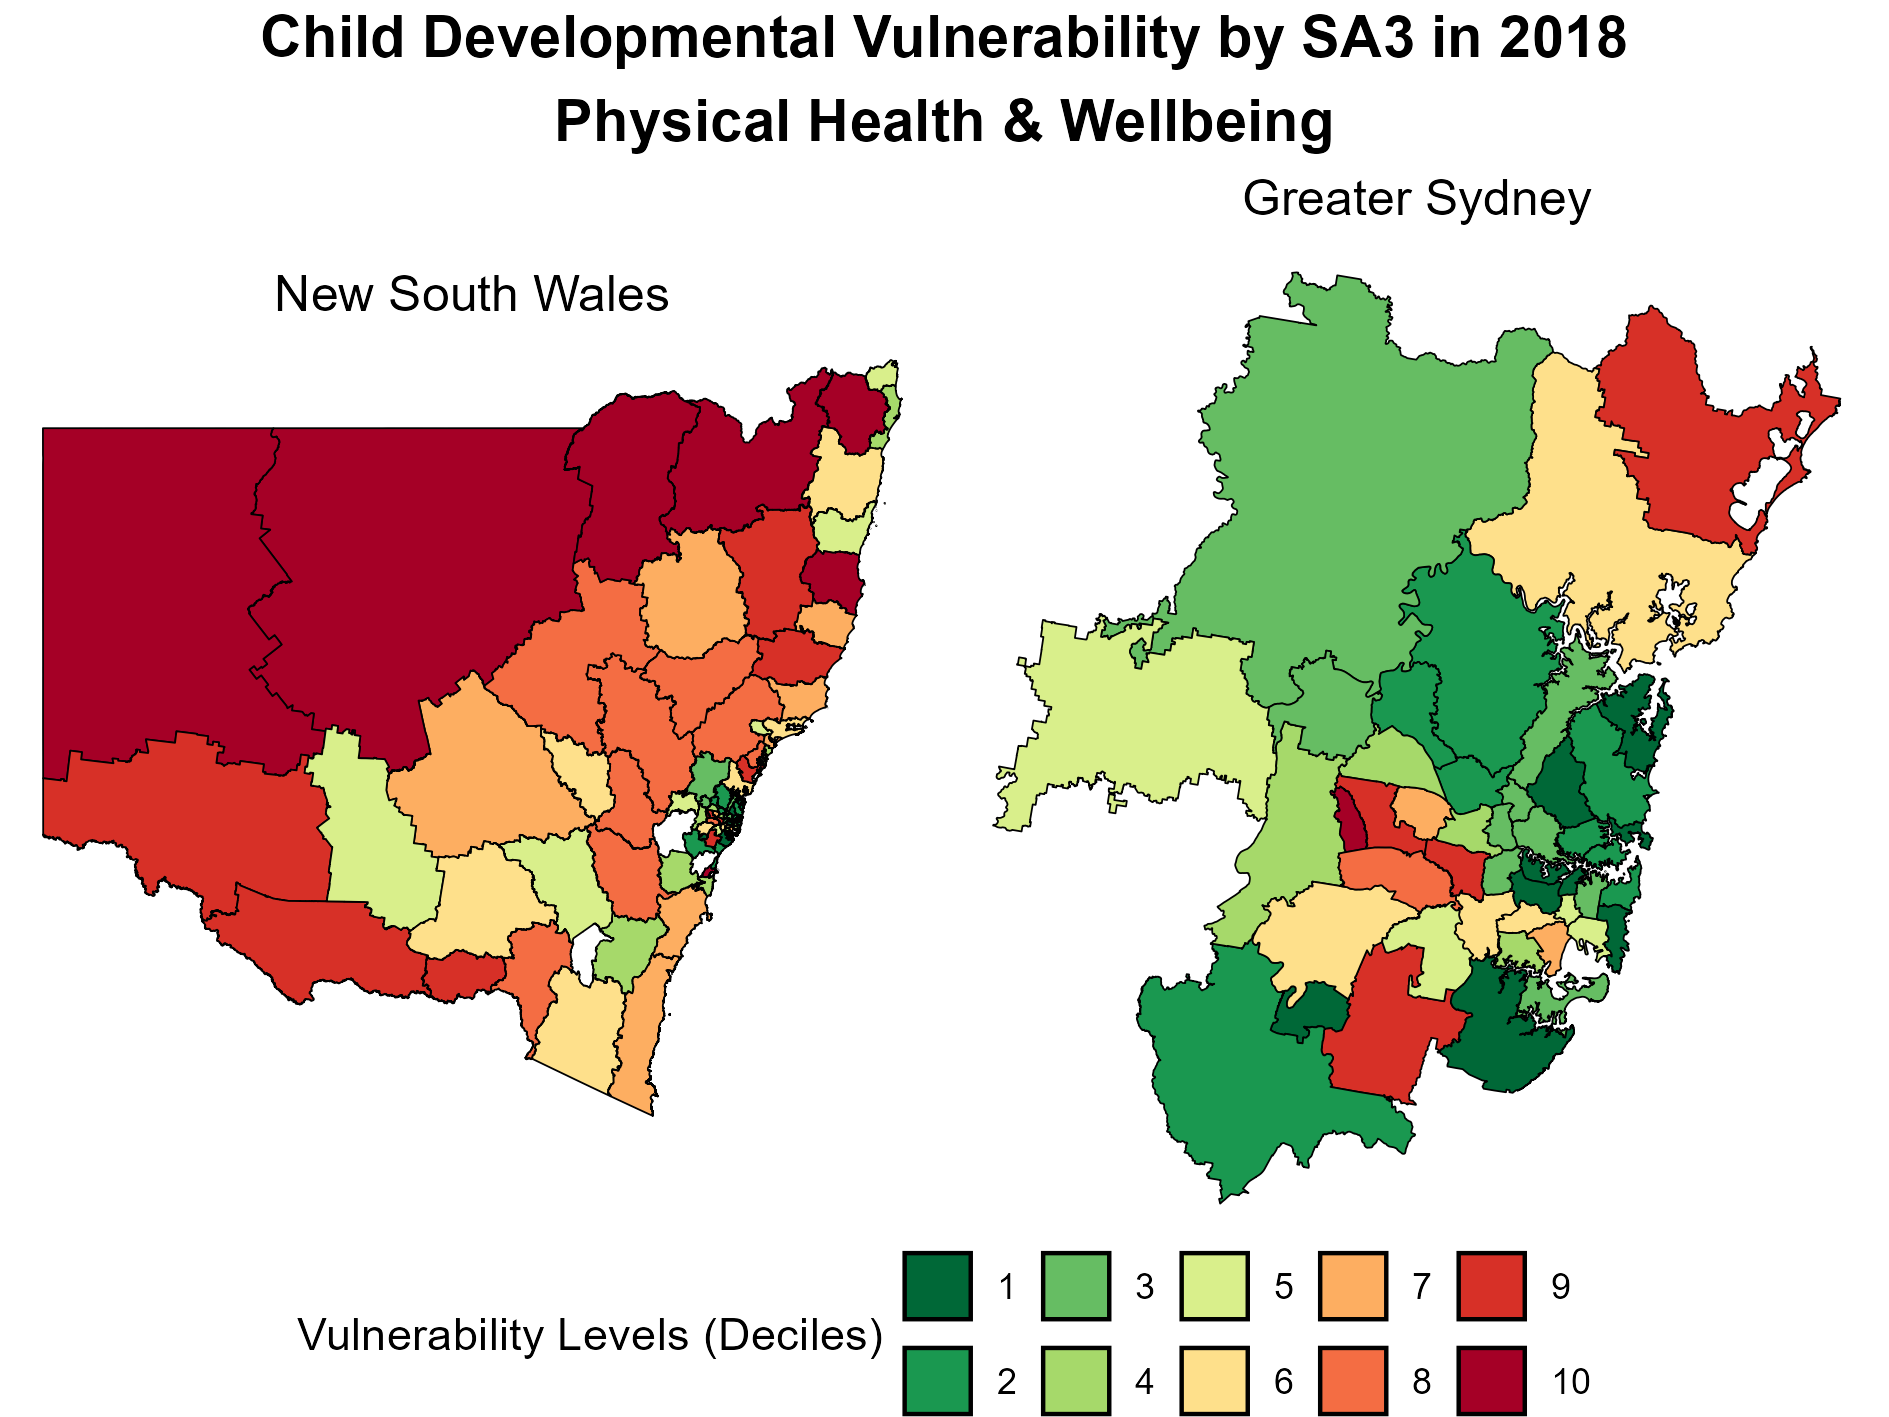 Child Developmental Vulnerability by SA3 in 2018
Physical Health & Wellbeing
Greater Sydney
New South Wales
Vulnerability Levels (Deciles)
1 3 5 7 9
2 4 6 8 10